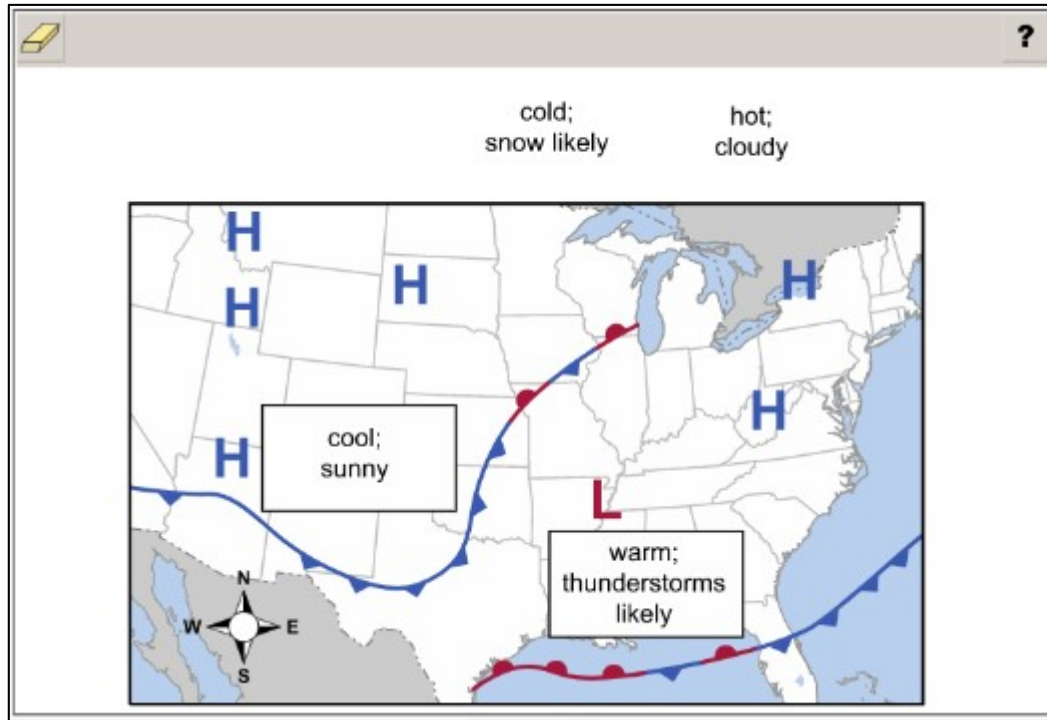 ?
cold;
snow likely
hot;
cloudy
H
H
H
H
cool;
sunny
H
H
L
warm;
thunderstorms
likely
N
W
E
S